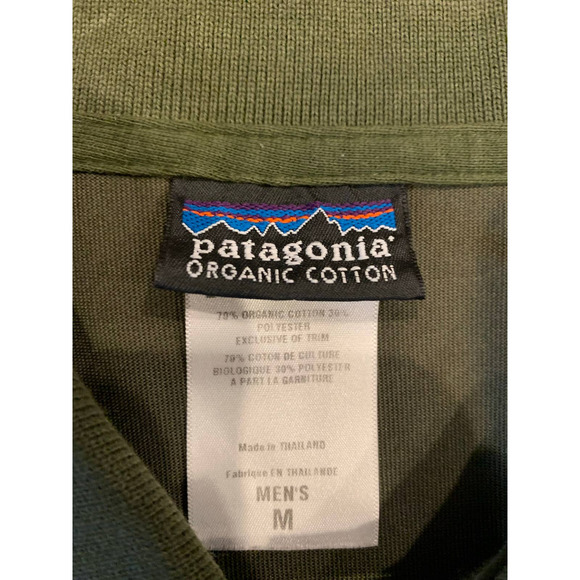 patagonia®
ORGANIC COTTON
70% ORGANIC COTTON 30%
POLYESTER
EXCLUSIVE OF TRIM
70% COTON DE CULTURE
BIOLOGIQUE 30% POLYESTER
A PART LA GARNITURE
Made in THAILAND
Fabrique EN THAILANDE
MEN'S
M